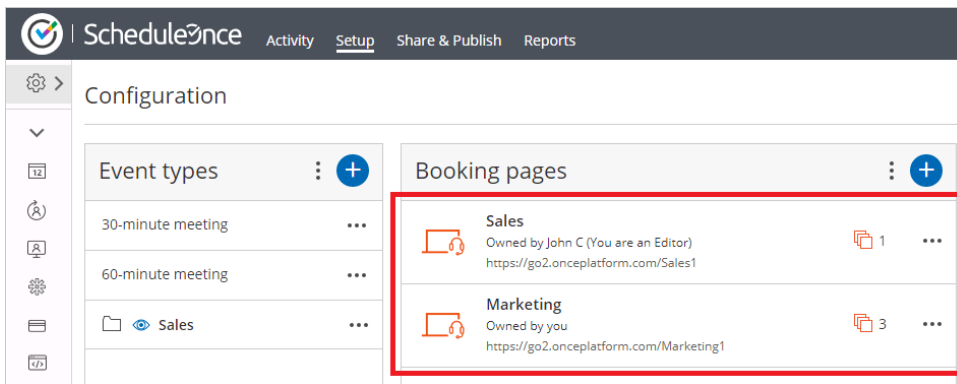 ScheduleOnce Activity Setup Share & Publish Reports
Configuration
12
Event types
30-minute meeting
60-minute meeting
Sales
Booking pages
Sales
Owned by John C (You are an Editor)
https://go2.onceplatform.com/Sales1
1
Marketing
Owned by you
https://go2.onceplatform.com/Marketing1
3